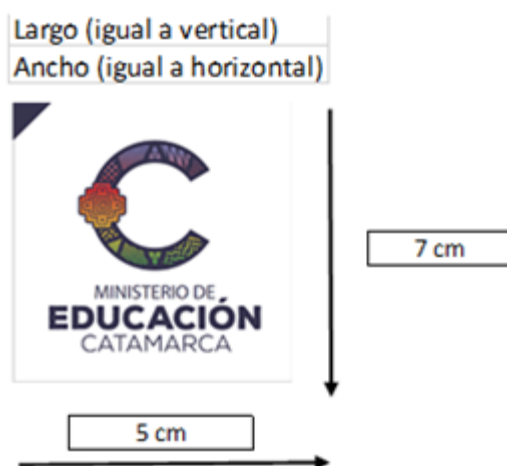 Largo (igual a vertical)
Ancho (igual a horizontal)
MINISTERIO DE
EDUCACIÓN
CATAMARCA
7 cm
5 cm